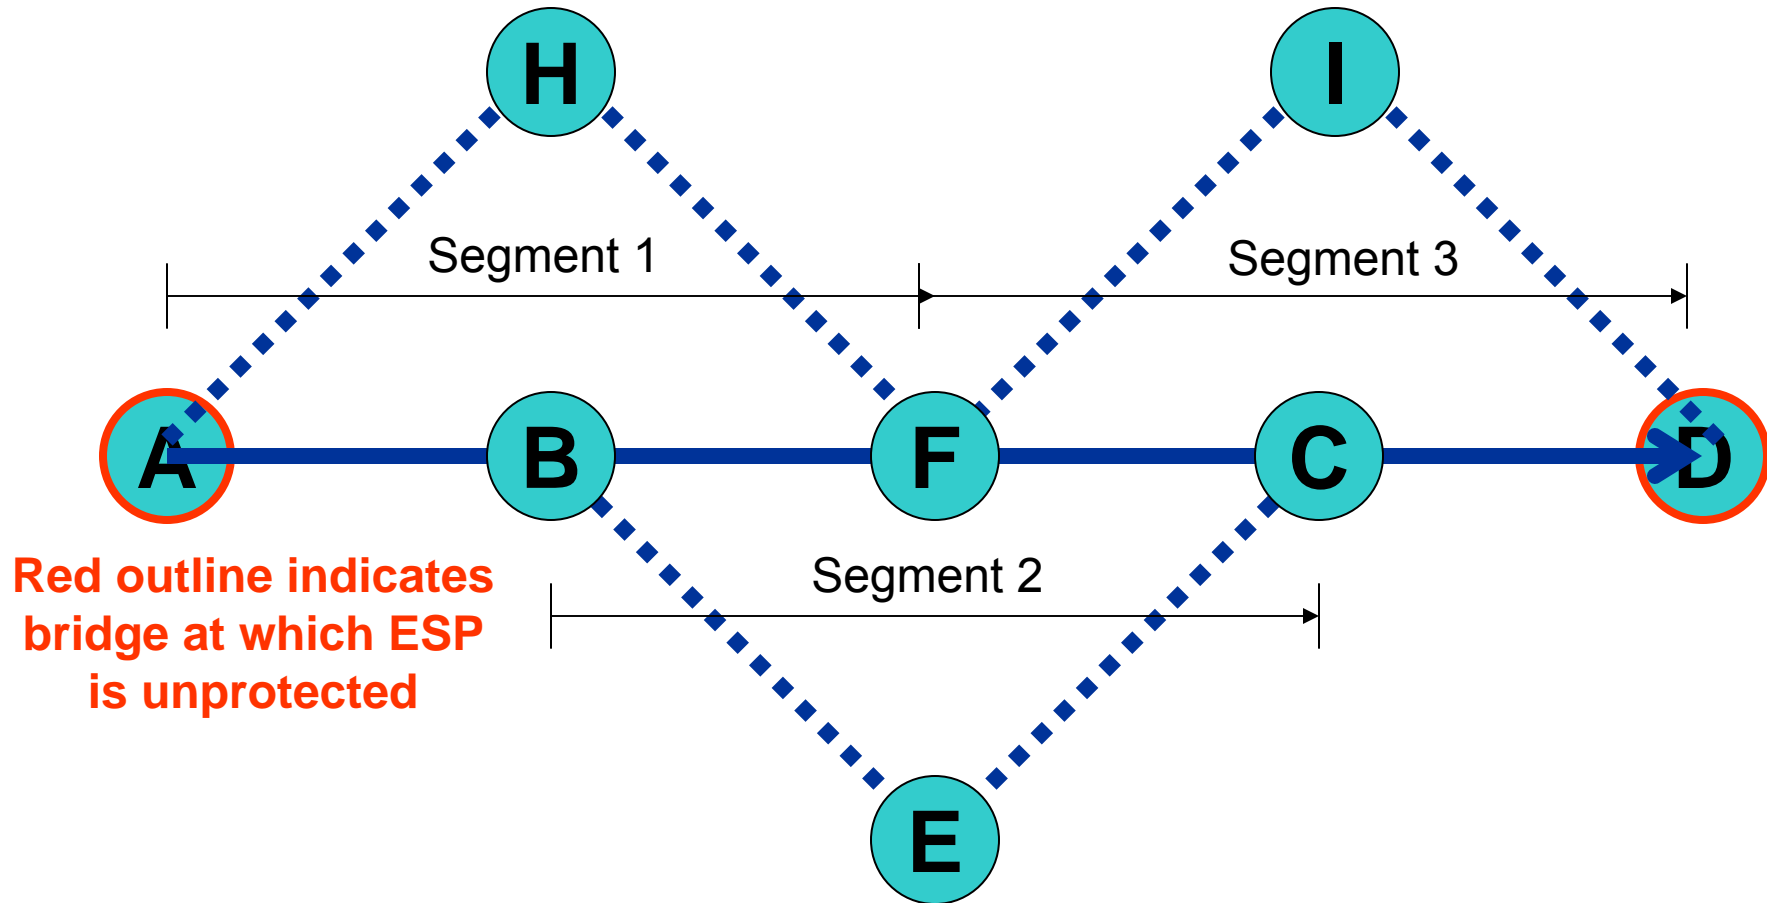 H
I
Segment 1
Segment 3
A
B
F
C
D
Red outline indicates
bridge at which ESP
is unprotected
Segment 2
E